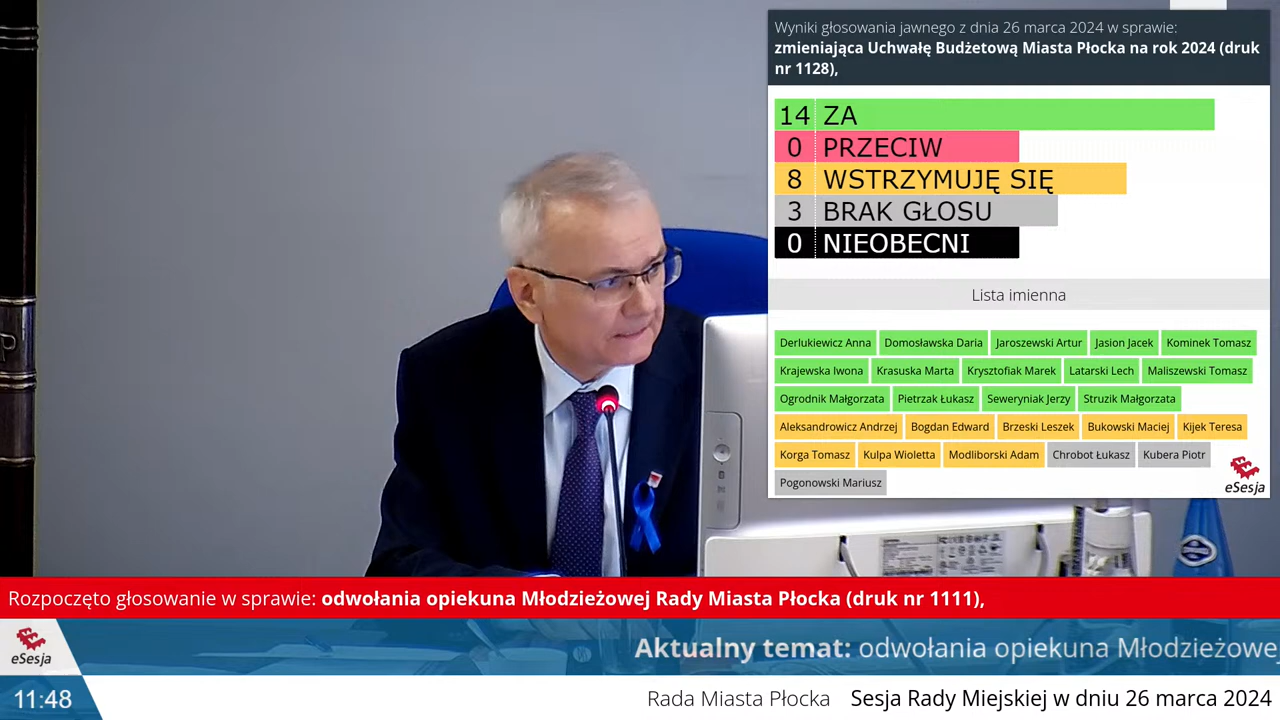 Wyniki głosowania jawnego z dnia 26 marca 2024 w sprawie:
zmieniająca Uchwałę Budżetową Miasta Płocka na rok 2024 (druk
nr 1128),
14 ZA
0 PRZECIW
8 WSTRZYMUJĘ SIĘ
3 BRAK GŁOSU
0 NIEOBECNI
Lista imienna
Derlukiewicz Anna Domosławska Daria Jaroszewski Artur Jasion Jacek Kominek Tomasz
Krajewska Iwona Krasuska Marta Krysztofiak Marek Latarski Lech Maliszewski Tomasz
Ogrodnik Małgorzata Pietrzak Łukasz Seweryniak Jerzy Struzik Małgorzata
Aleksandrowicz Andrzej Bogdan Edward Brzeski Leszek Bukowski Maciej Kijek Teresa
Korga Tomasz Kulpa Wioletta Modliborski Adam Chrobot Łukasz Kubera Piotr
Pogonowski Mariusz
eSesja
P
Rozpoczęto głosowanie w sprawie: odwołania opiekuna Młodzieżowej Rady Miasta Płocka (druk nr 1111),
eSesja
Aktualny temat: odwołania opiekuna Młodzieżowej
11:48
Rada Miasta Płocka Sesja Rady Miejskiej w dniu 26 marca 2024